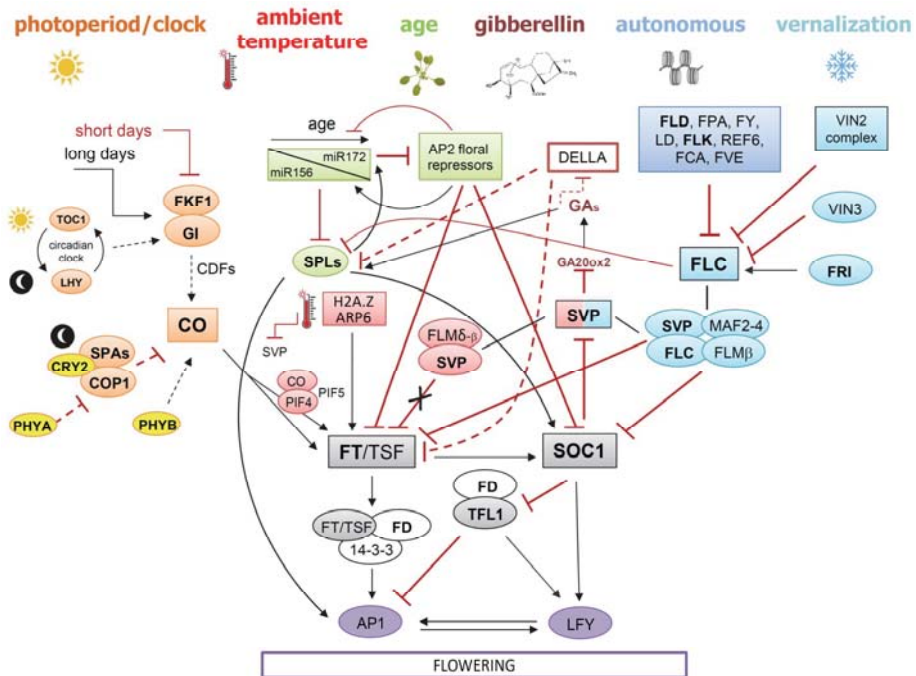 photoperiod/clock
ambient
temperature
age
gibberellin
autonomous
vernalization
short days
long days
FKF1
GI
TOC1
circadian
clock
LHY
CDFs
CO
SPAs
CRY2
COP1
PHYA
PHYB
age
miR172
miR156
AP2 floral
repressors
SPLs
H2A.Z
ARP6
SVP
CO
PIF4
PIF5
FLMδ-β
SVP
DELLA
GAs
GA20ox2
SVP
FLD, FPA, FY,
LD, FLK, REF6,
FCA, FVE
VIN2
complex
VIN3
FLC
FRI
SVP
MAF2-4
FLC
FLMβ
FT/TSF
SOC1
FD
TFL1
FT/TSF
FD
14-3-3
AP1
LFY
FLOWERING